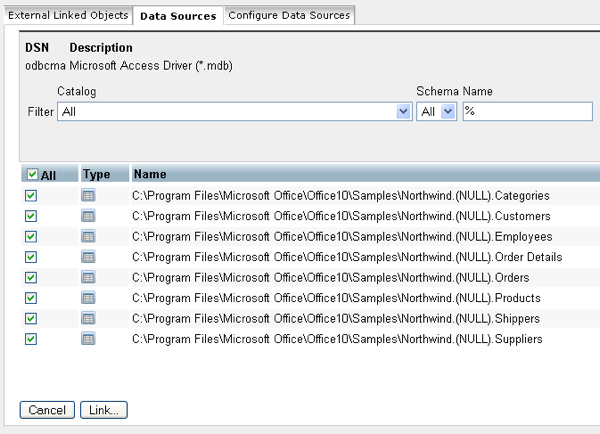 External Linked Objects Data Sources Configure Data Sources
DSN Description
odbcma Microsoft Access Driver (*.mdb)
Catalog Schema Name
Filter All All %
All Type Name
C:\Program Files\Microsoft Office\Office10\Samples\Northwind.(NULL).Categories
C:\Program Files\Microsoft Office\Office10\Samples\Northwind.(NULL).Customers
C:\Program Files\Microsoft Office\Office10\Samples\Northwind.(NULL).Employees
C:\Program Files\Microsoft Office\Office10\Samples\Northwind.(NULL).Order Details
C:\Program Files\Microsoft Office\Office10\Samples\Northwind.(NULL).Orders
C:\Program Files\Microsoft Office\Office10\Samples\Northwind.(NULL).Products
C:\Program Files\Microsoft Office\Office10\Samples\Northwind.(NULL).Shippers
C:\Program Files\Microsoft Office\Office10\Samples\Northwind.(NULL).Suppliers
Cancel Link...